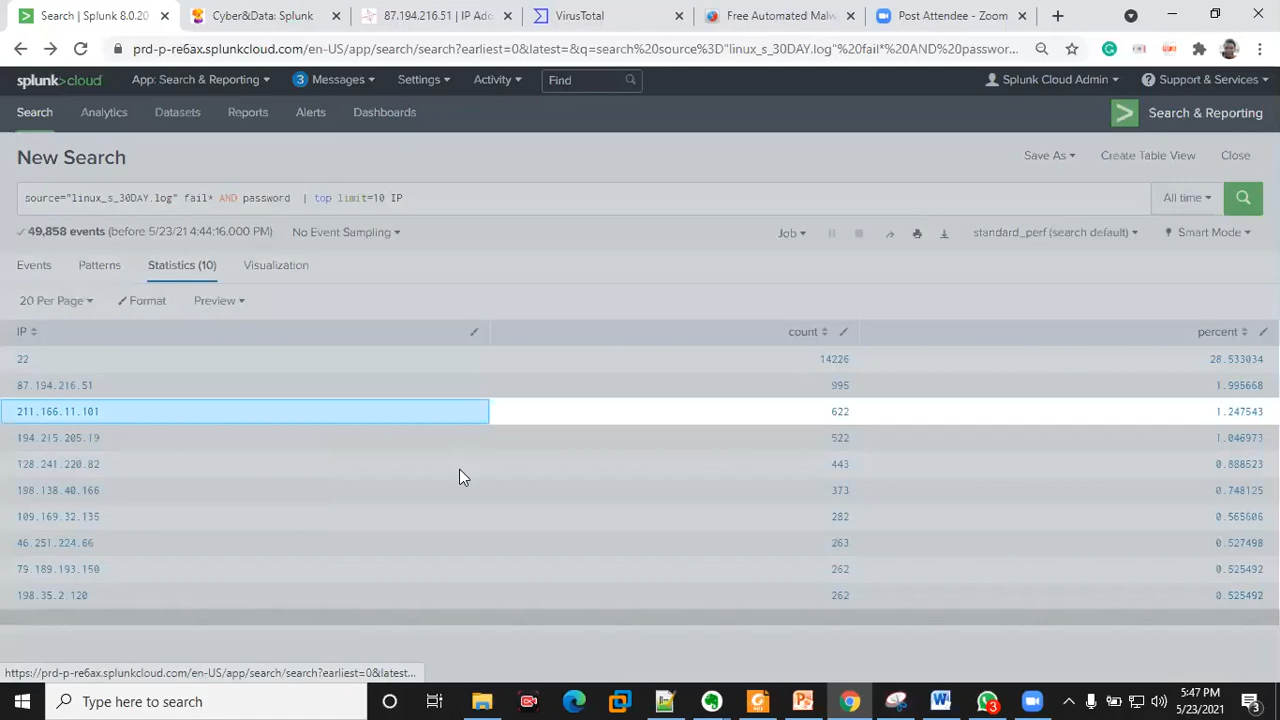 Search | Splunk 8.0.20
Cyber&Data: Splunk
87.194.216.51 | IP Ado
VirusTotal
Free Automated Malw
Post Attendee - Zoom
prd-p-re6ax.splunkcloud.com/en-US/app/search/search?earliest=0&latest=&q=search%20source%3D"linux_s_30DAY.log"%20fail*%20AND%20passwor...
splunk>cloud
App: Search & Reporting
3 Messages
Settings
Activity
Find
Splunk Cloud Admin
Support & Services
Search
Analytics
Datasets
Reports
Alerts
Dashboards
Search & Reporting
New Search
Save As
Create Table View
Close
source="linux_s_30DAY.log" fail* AND password | top limit=10 IP
All time
49,858 events (before 5/23/21 4:44:16.000 PM)
No Event Sampling
Job
standard_perf (search default)
Smart Mode
Events
Patterns
Statistics (10)
Visualization
20 Per Page
Format
Preview
IP count percent
22 14226 28.533034
87.194.216.51 995 1.995668
211.166.11.101 622 1.247543
194.215.205.19 522 1.046973
128.241.220.82 443 0.888523
198.138.40.166 373 0.748125
109.169.32.135 282 0.565606
46.251.224.66 263 0.527498
79.189.193.150 262 0.525492
198.35.2.120 262 0.525492
https://prd-p-re6ax.splunkcloud.com/en-US/app/search/search?earliest=0&latest...
Type here to search
3
5:47 PM
5/23/2021
3